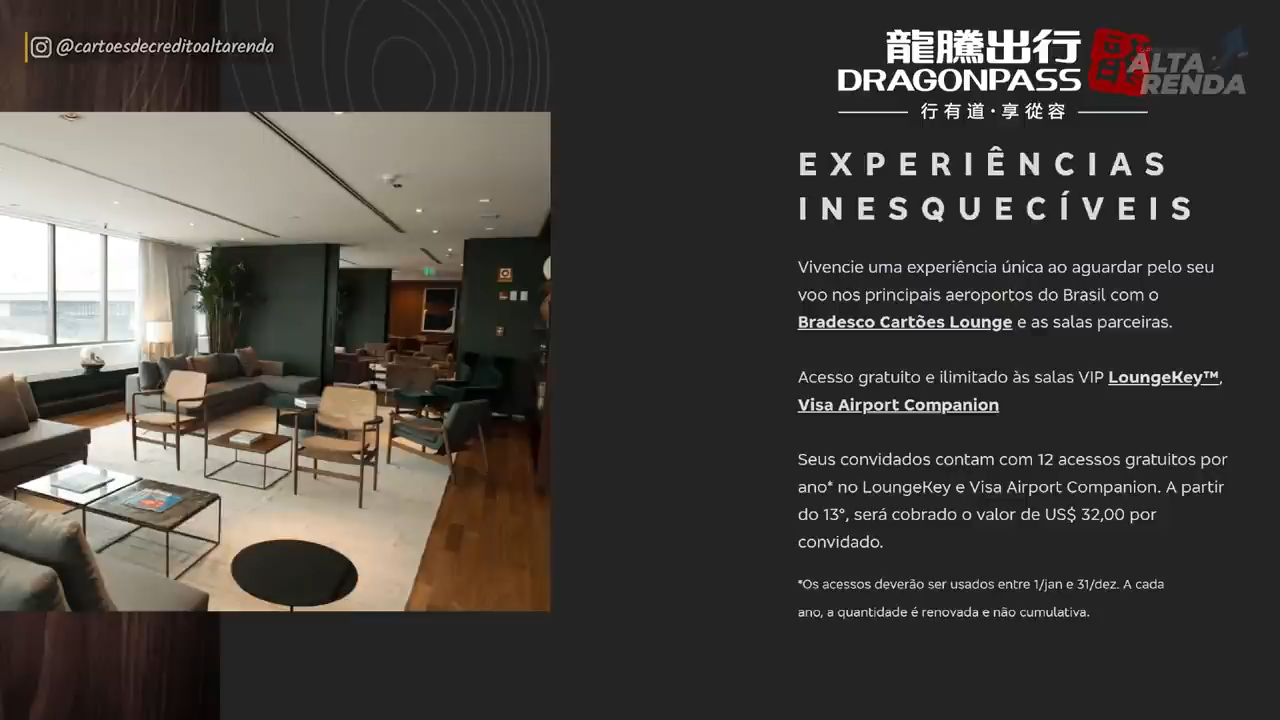 @cartoesdecreditoaltarenda
龍騰出行
DRAGONPASS
行有道·享從容
ALTA
RENDA
EXPERIÊNCIAS
INESQUECÍVEIS
Vivencie uma experiência única ao aguardar pelo seu
voo nos principais aeroportos do Brasil com o
Bradesco Cartões Lounge e as salas parceiras.
Acesso gratuito e ilimitado às salas VIP LoungeKey™,
Visa Airport Companion
Seus convidados contam com 12 acessos gratuitos por
ano* no LoungeKey e Visa Airport Companion. A partir
do 13°, será cobrado o valor de US$ 32,00 por
convidado.
*Os acessos deverão ser usados entre 1/jan e 31/dez. A cada
ano, a quantidade é renovada e não cumulativa.